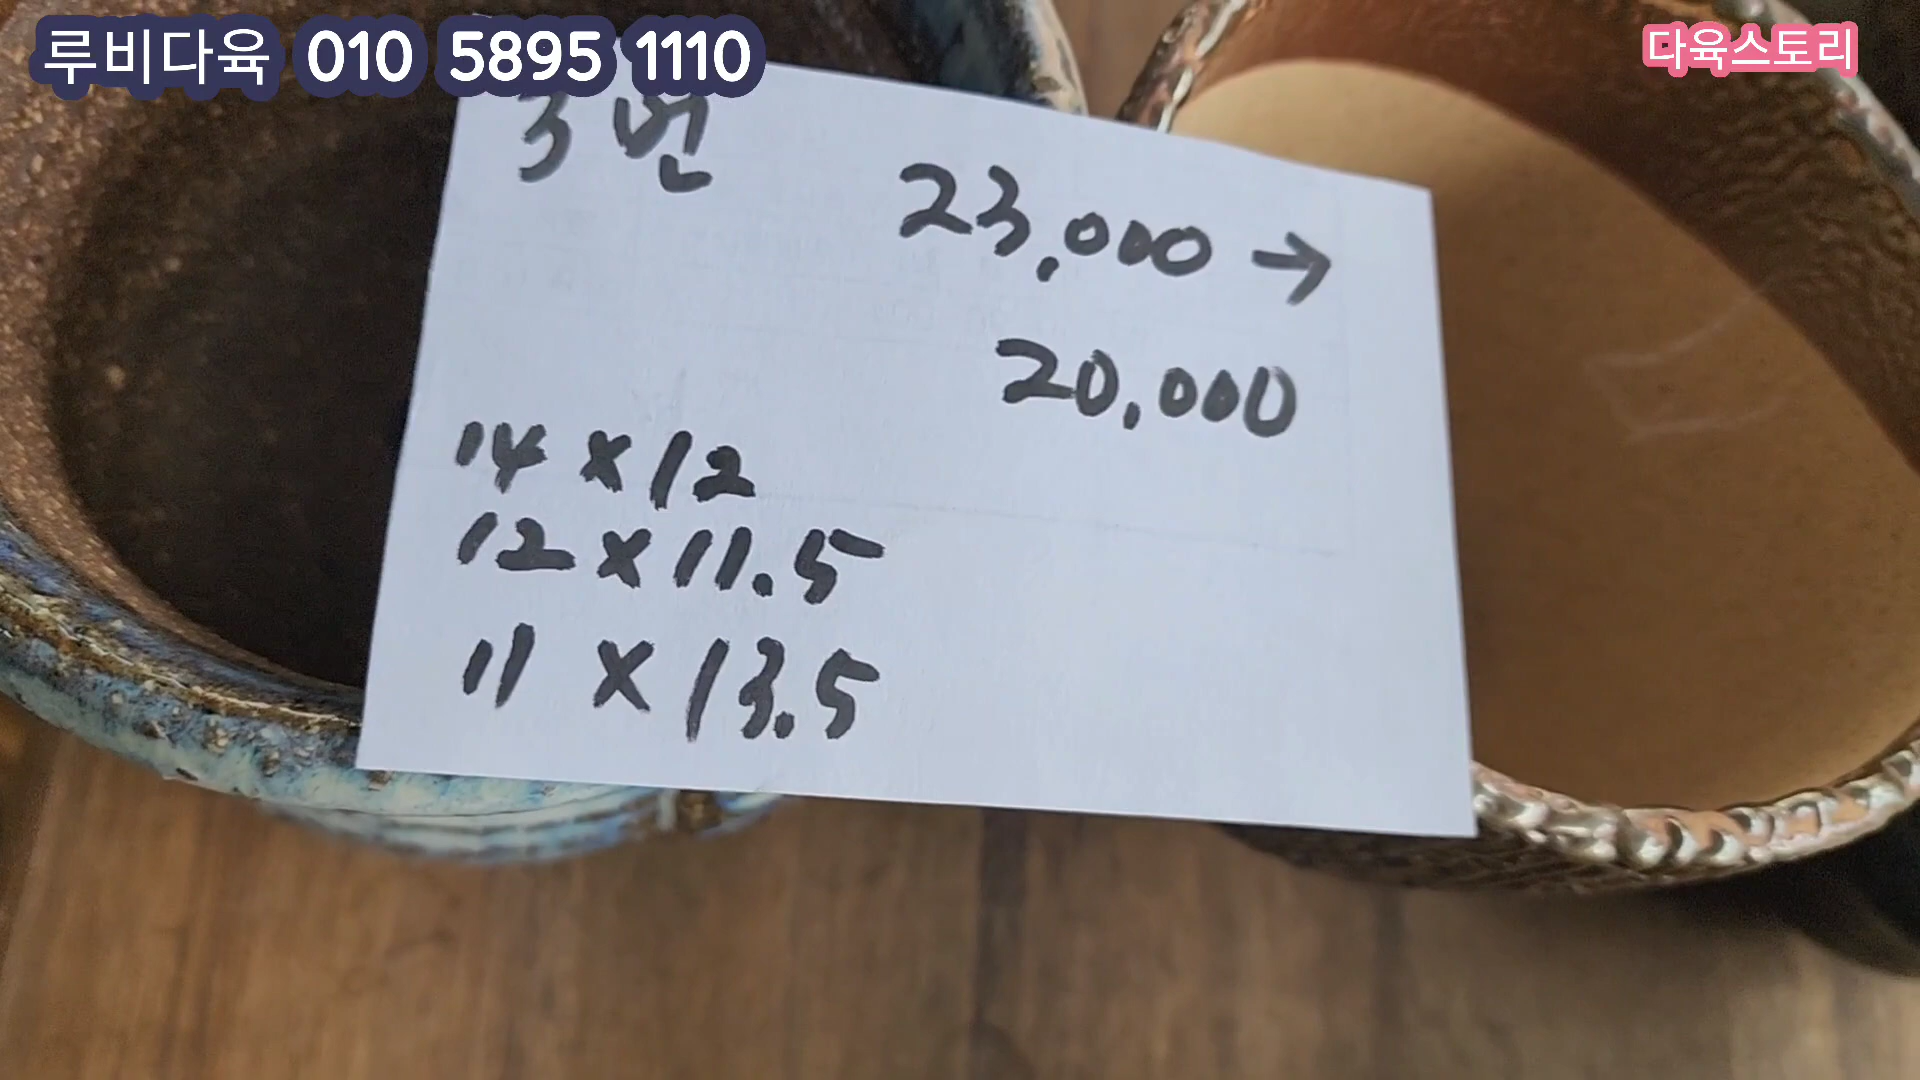 루비다육 010 5895 1110
다육스토리
3번
23,000 →
20,000
14 x 12
12 x 11.5
11 x 13.5